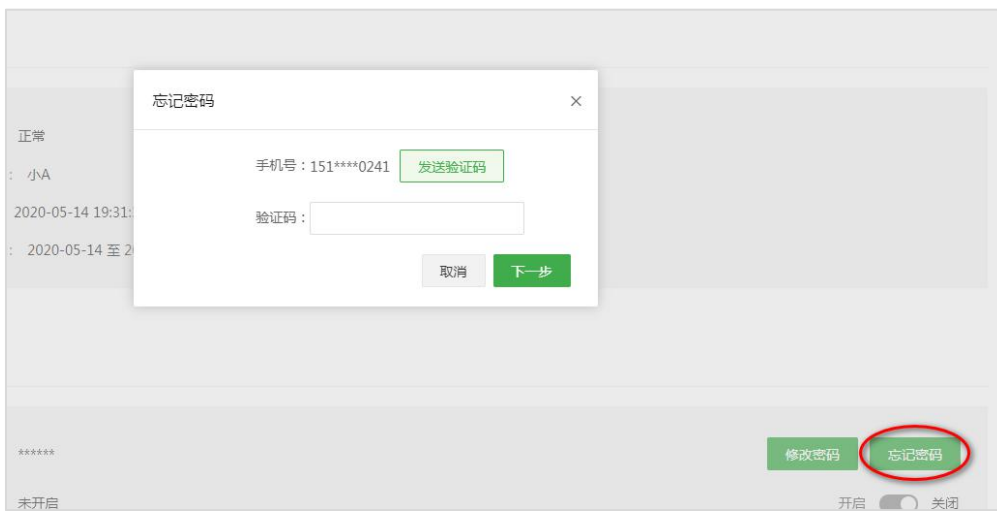 忘记密码
×
手机号：151****0241 发送验证码
验证码：
取消 下一步
正常
： 小A
2020-05-14 19:31:
： 2020-05-14 至 2
****** 修改密码 忘记密码
未开启 开启 关闭